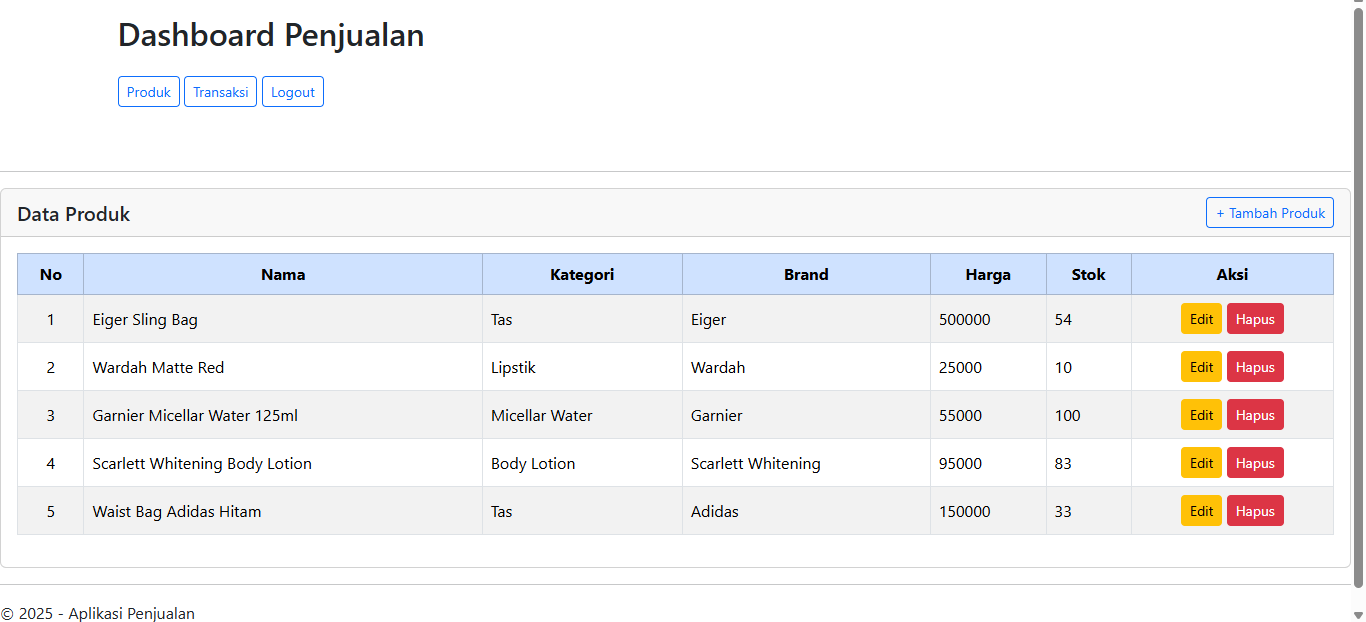 Dashboard Penjualan
Produk Transaksi Logout
Data Produk + Tambah Produk
No Nama Kategori Brand Harga Stok Aksi
1 Eiger Sling Bag Tas Eiger 500000 54 Edit Hapus
2 Wardah Matte Red Lipstik Wardah 25000 10 Edit Hapus
3 Garnier Micellar Water 125ml Micellar Water Garnier 55000 100 Edit Hapus
4 Scarlett Whitening Body Lotion Body Lotion Scarlett Whitening 95000 83 Edit Hapus
5 Waist Bag Adidas Hitam Tas Adidas 150000 33 Edit Hapus
© 2025 - Aplikasi Penjualan